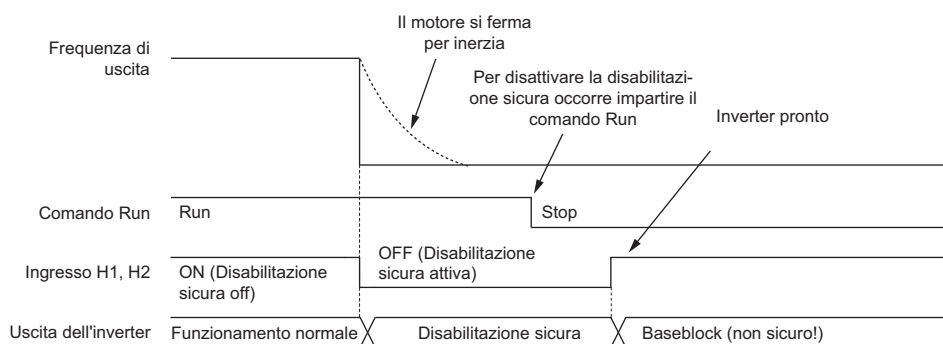 Il motore si ferma
per inerzia
Frequenza di
uscita
Per disattivare la disabilitazi-
one sicura occorre impartire il
comando Run
Inverter pronto
Comando Run
Run
Stop
Ingresso H1, H2
ON (Disabilitazione
sicura off)
OFF (Disabilitazione
sicura attiva)
Uscita dell'inverter
Funzionamento normale
Disabilitazione sicura
Baseblock (non sicuro!)